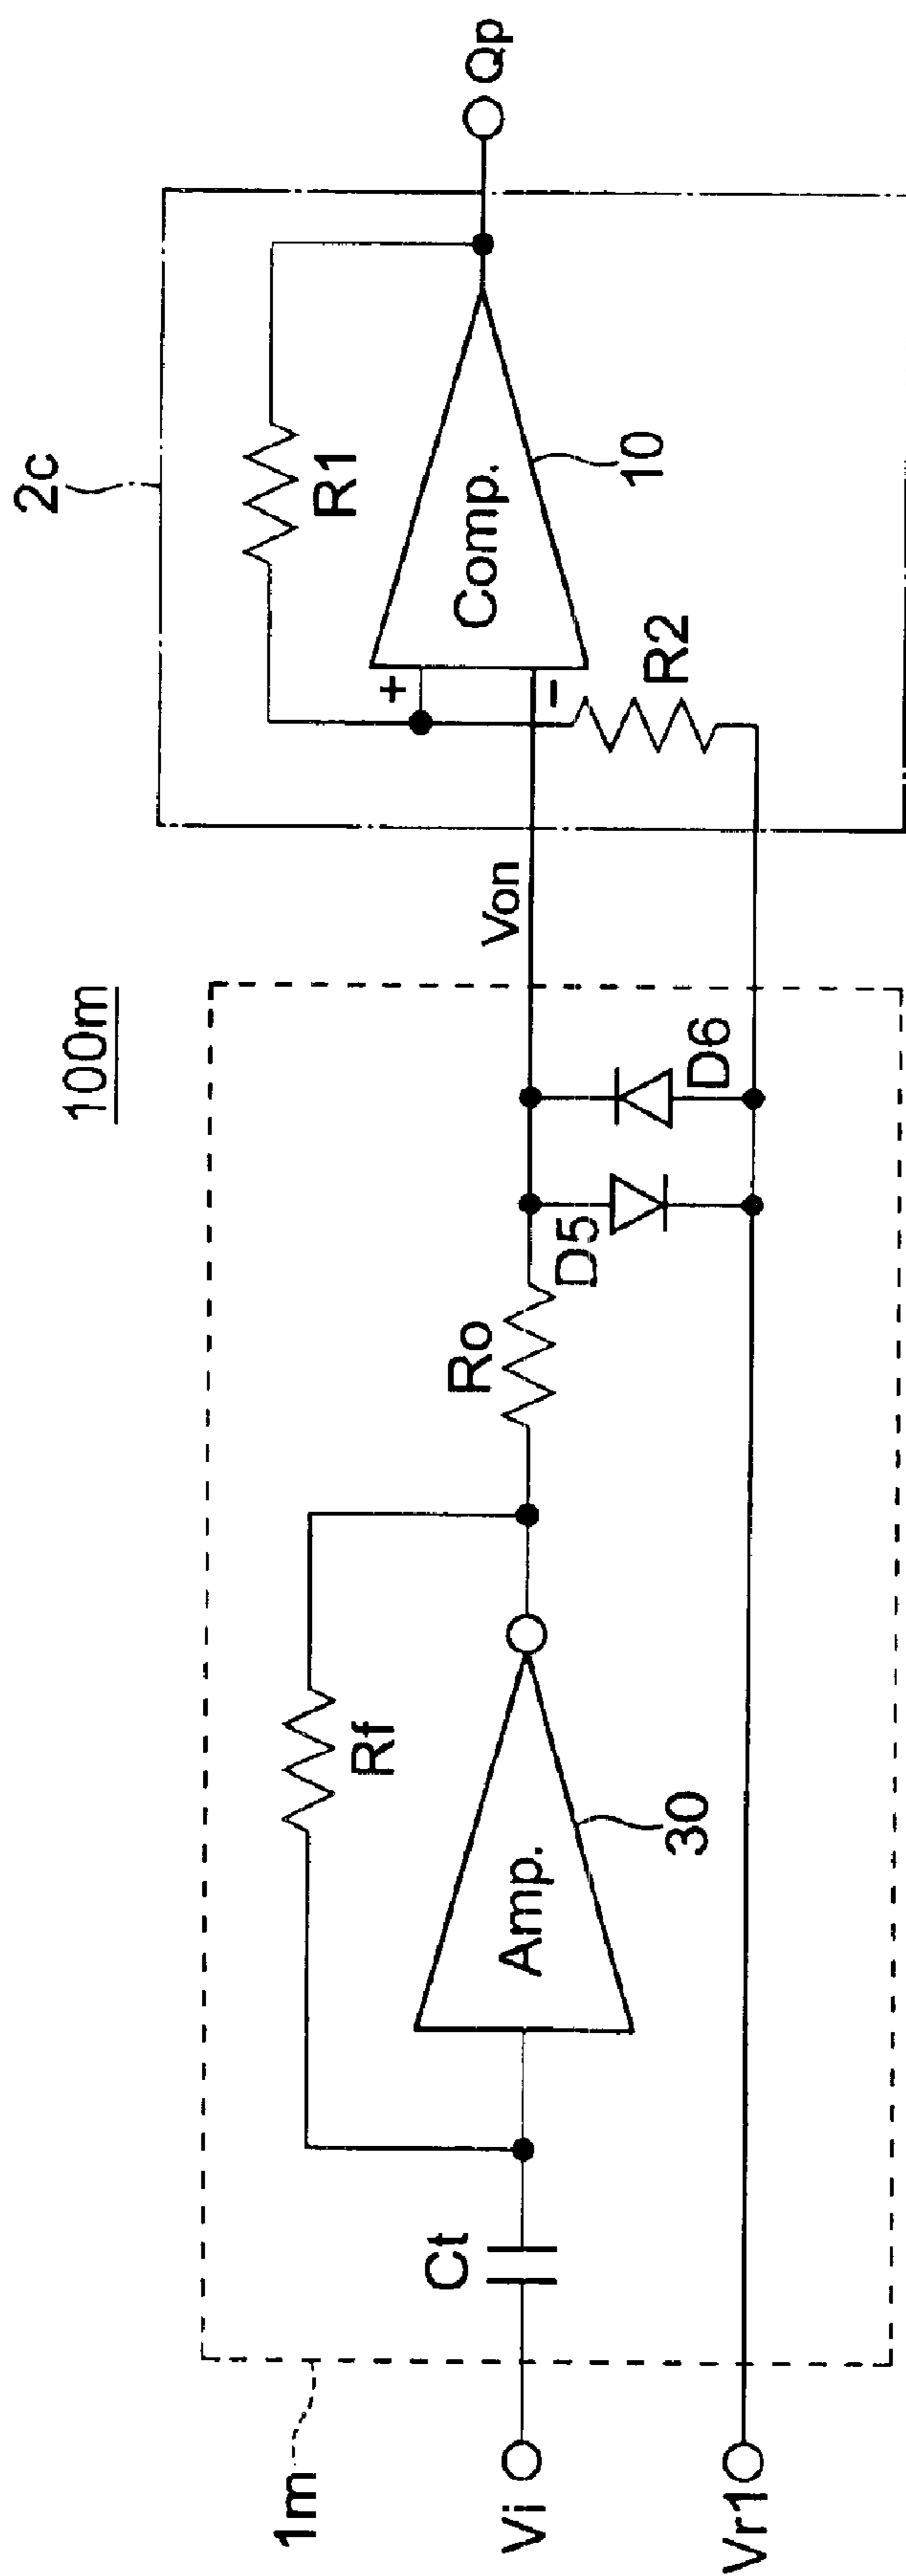 100m
2c
1m
Rf
R1
Qp
Vi
Ct
Amp.
30
Ro
Von
+
−
Comp.
10
D5
D6
R2
Vr1